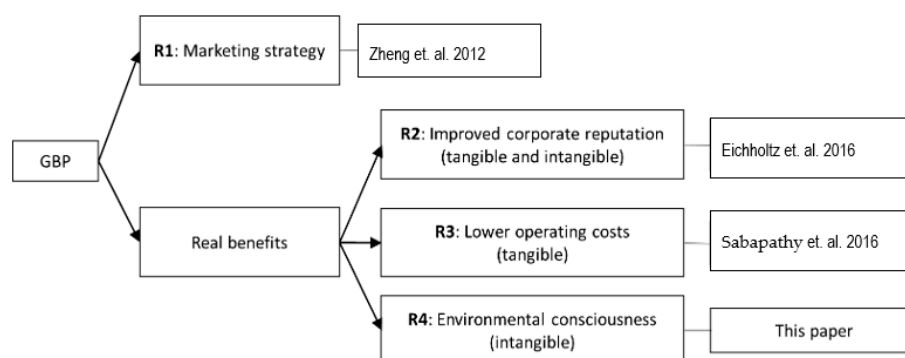 R1: Marketing strategy
Zheng et. al. 2012
R2: Improved corporate reputation
(tangible and intangible)
Eichholtz et. al. 2016
GBP
Real benefits
R3: Lower operating costs
(tangible)
Sabapathy et. al. 2016
R4: Environmental consciousness
(intangible)
This paper